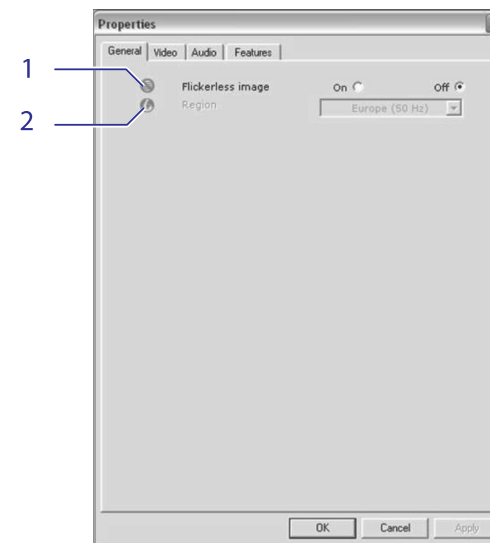 Properties
General Video Audio Features
1
Flickerless image On Off
2
Region Europe (50 Hz)
OK Cancel Apply